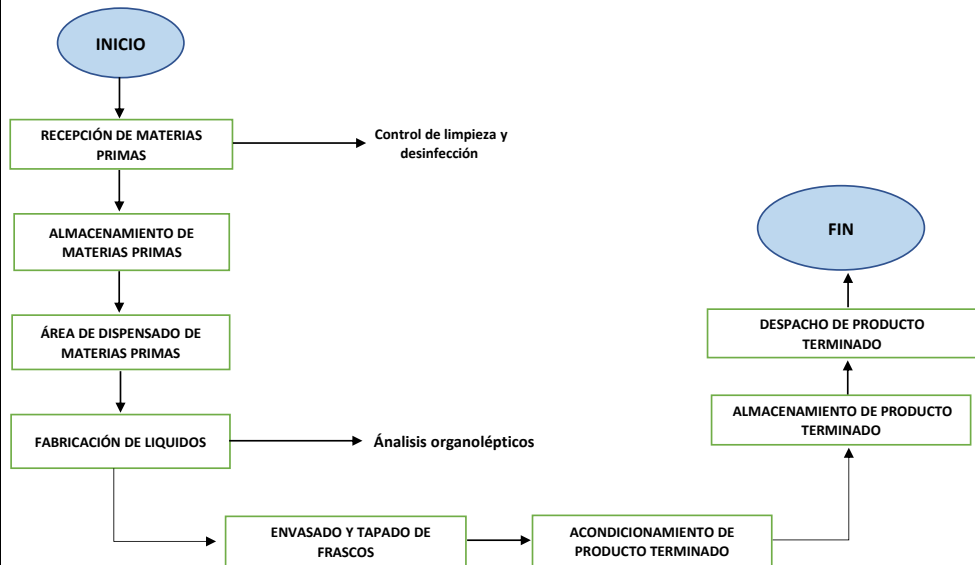 INICIO
RECEPCIÓN DE MATERIAS
PRIMAS
Control de limpieza y
desinfección
ALMACENAMIENTO DE
MATERIAS PRIMAS
ÁREA DE DISPENSADO DE
MATERIAS PRIMAS
FABRICACIÓN DE LIQUIDOS
Ánalisis organolépticos
ENVASADO Y TAPADO DE
FRASCOS
ACONDICIONAMIENTO DE
PRODUCTO TERMINADO
ALMACENAMIENTO DE PRODUCTO
TERMINADO
DESPACHO DE PRODUCTO
TERMINADO
FIN